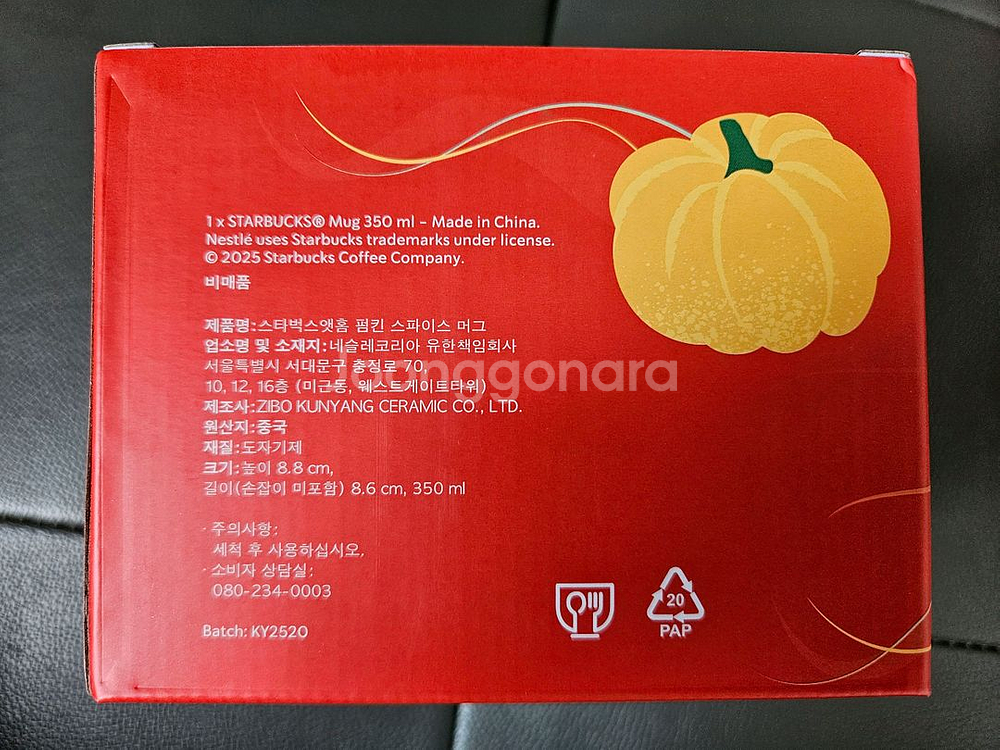 1 x STARBUCKS® Mug 350 ml – Made in China.
Nestlé uses Starbucks trademarks under license.
© 2025 Starbucks Coffee Company.
비매품
제품명:스타벅스앳홈 펌킨 스파이스 머그
업소명 및 소재지:네슬레코리아 유한책임회사
서울특별시 서대문구 충정로 70,
10, 12, 16층 (미근동, 웨스트게이트타워)
Joonggonara
제조사:ZIBO KUNYANG CERAMIC CO., LTD.
원산지:중국
재질:도자기제
크기:높이 8.8 cm,
길이(손잡이 미포함) 8.6 cm, 350 ml
· 주의사항:
세척 후 사용하십시오,
· 소비자 상담실:
080-234-0003
Batch: KY2520
20
PAP